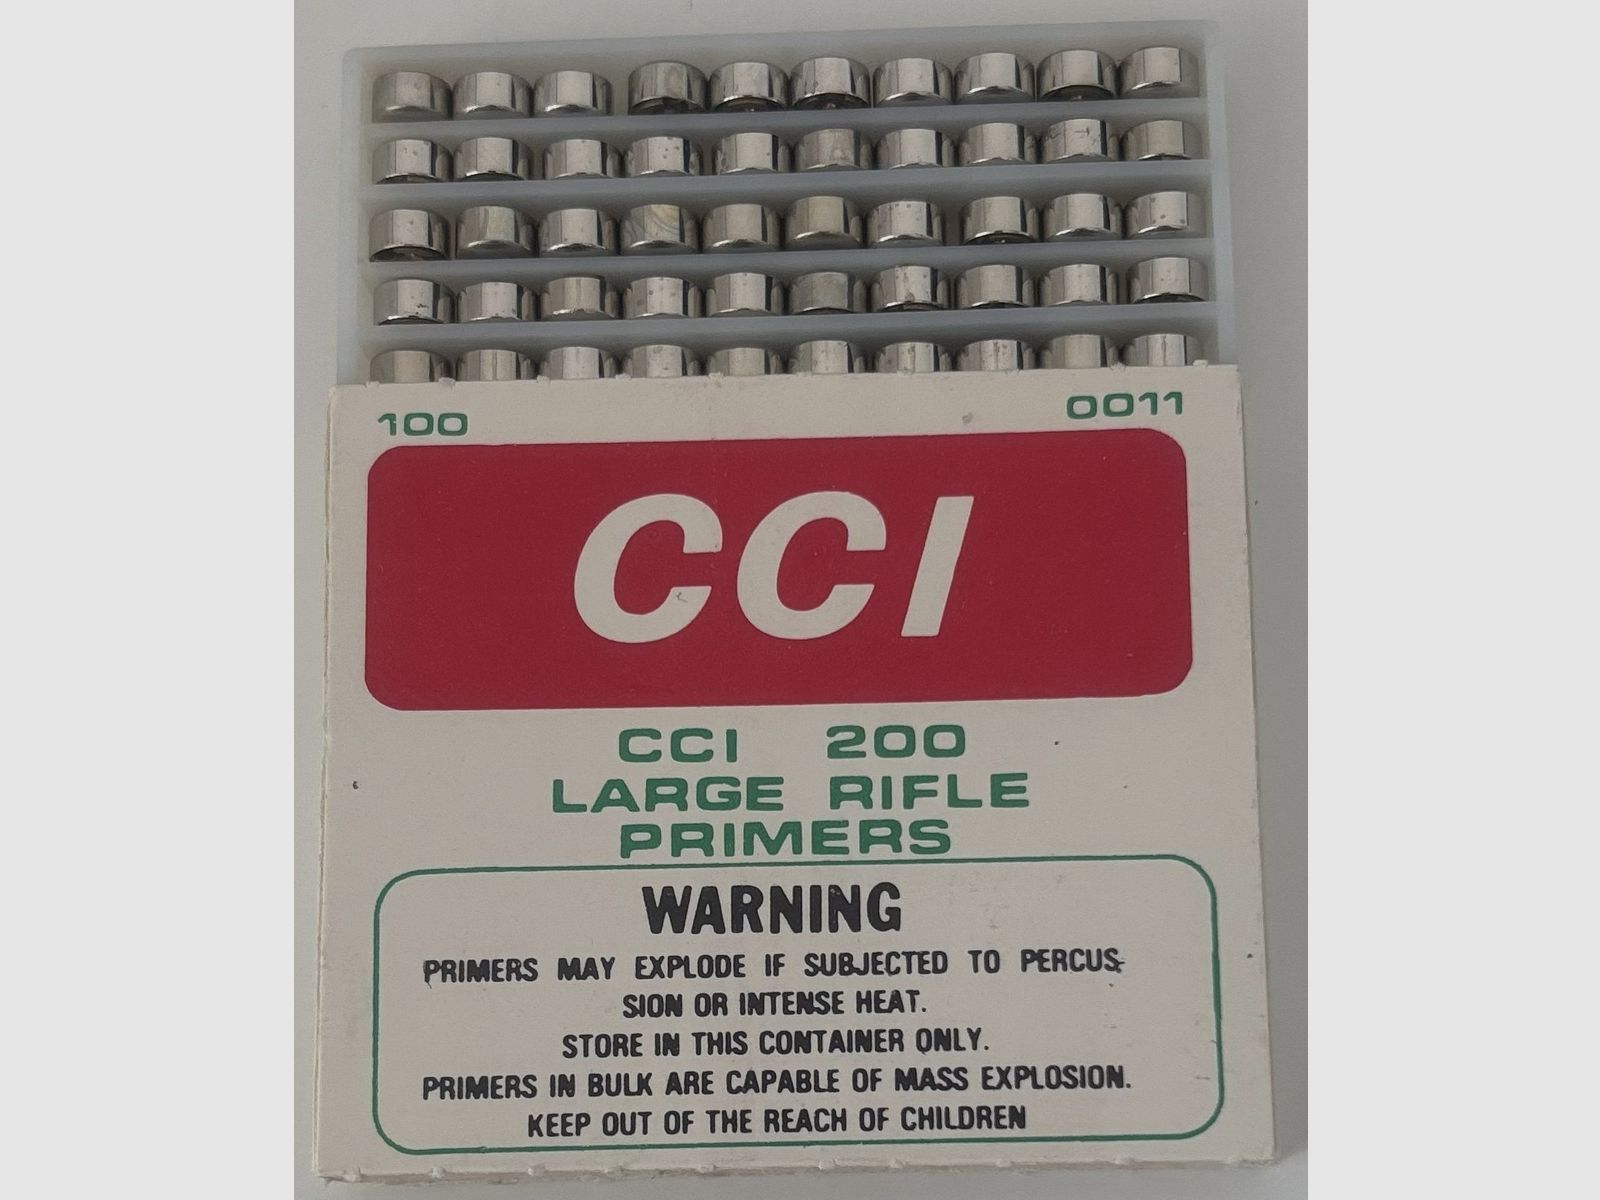 100 0011
CCI
CCI 200
LARGE RIFLE
PRIMERS
WARNING
PRIMERS MAY EXPLODE IF SUBJECTED TO PERCUS-
SION OR INTENSE HEAT.
STORE IN THIS CONTAINER ONLY.
PRIMERS IN BULK ARE CAPABLE OF MASS EXPLOSION.
KEEP OUT OF THE REACH OF CHILDREN